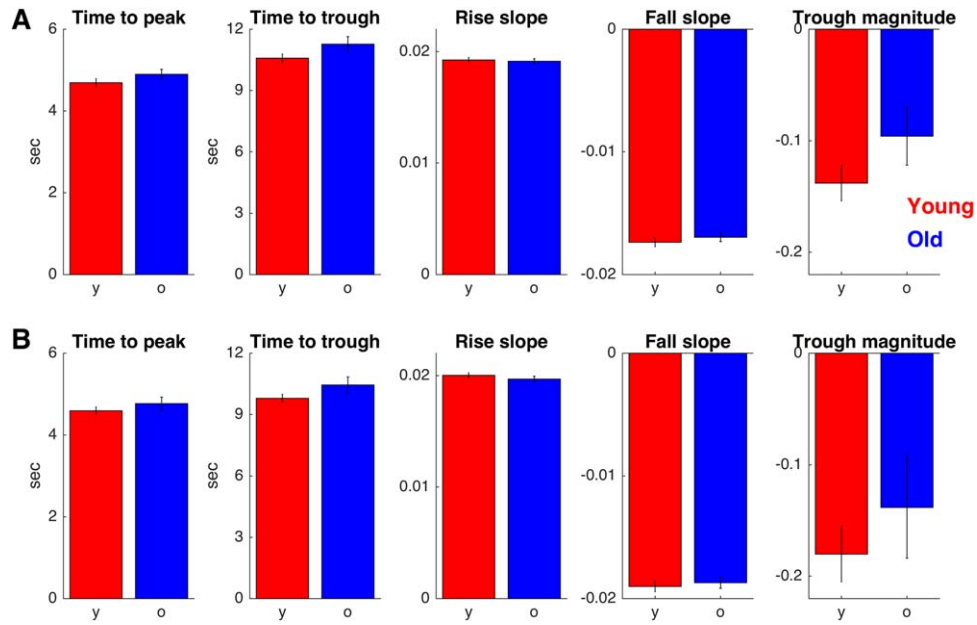 A
Time to peak
Time to trough
Rise slope
Fall slope
Trough magnitude
6
4
2
0
sec
y
o
12
9
6
3
0
sec
y
o
0.02
0.01
0
y
o
0
-0.01
-0.02
y
o
0
-0.1
-0.2
y
o
Young
Old
B
Time to peak
Time to trough
Rise slope
Fall slope
Trough magnitude
6
4
2
0
sec
y
o
12
9
6
3
0
sec
y
o
0.02
0.01
0
y
o
0
-0.01
-0.02
y
o
0
-0.1
-0.2
y
o